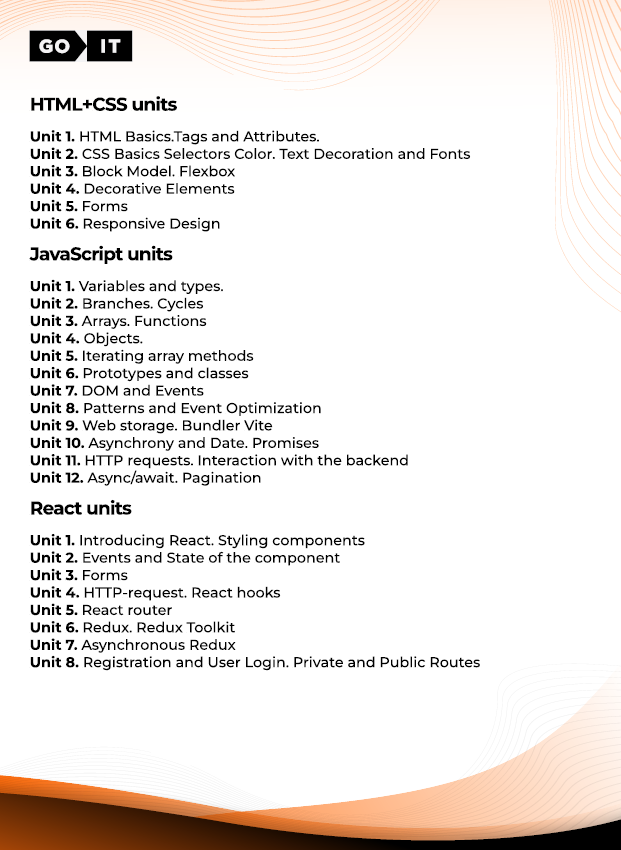 GO IT
HTML+CSS units
Unit 1. HTML Basics.Tags and Attributes.
Unit 2. CSS Basics Selectors Color. Text Decoration and Fonts
Unit 3. Block Model. Flexbox
Unit 4. Decorative Elements
Unit 5. Forms
Unit 6. Responsive Design
JavaScript units
Unit 1. Variables and types.
Unit 2. Branches. Cycles
Unit 3. Arrays. Functions
Unit 4. Objects.
Unit 5. Iterating array methods
Unit 6. Prototypes and classes
Unit 7. DOM and Events
Unit 8. Patterns and Event Optimization
Unit 9. Web storage. Bundler Vite
Unit 10. Asynchrony and Date. Promises
Unit 11. HTTP requests. Interaction with the backend
Unit 12. Async/await. Pagination
React units
Unit 1. Introducing React. Styling components
Unit 2. Events and State of the component
Unit 3. Forms
Unit 4. HTTP-request. React hooks
Unit 5. React router
Unit 6. Redux. Redux Toolkit
Unit 7. Asynchronous Redux
Unit 8. Registration and User Login. Private and Public Routes